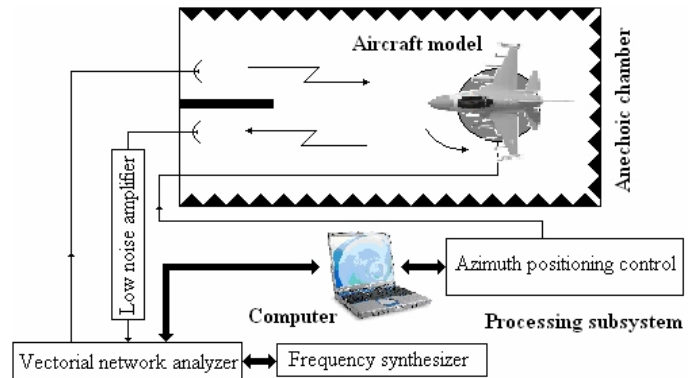 Aircraft model
Anechoic chamber
Low noise amplifier
Azimuth positioning control
Computer
Processing subsystem
Vectorial network analyzer
Frequency synthesizer